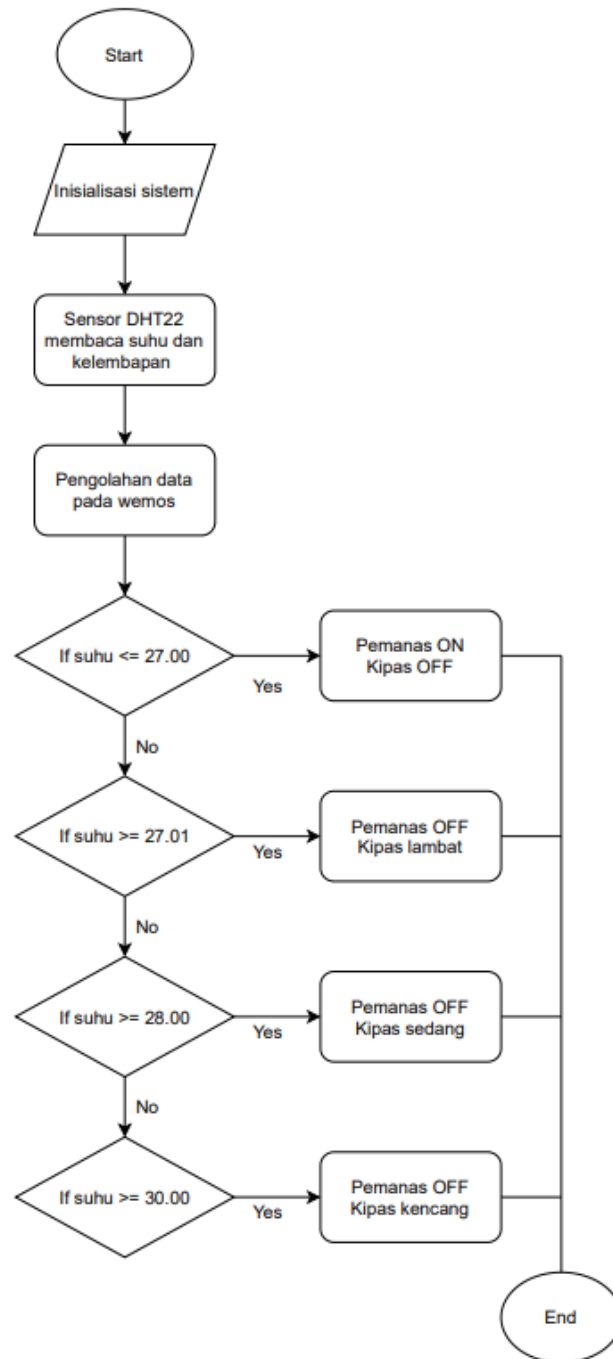 Start
Inisialisasi sistem
Sensor DHT22
membaca suhu dan
kelembapan
Pengolahan data
pada wemos
If suhu <= 27.00
Yes
Pemanas ON
Kipas OFF
No
If suhu >= 27.01
Yes
Pemanas OFF
Kipas lambat
No
If suhu >= 28.00
Yes
Pemanas OFF
Kipas sedang
No
If suhu >= 30.00
Yes
Pemanas OFF
Kipas kencang
End